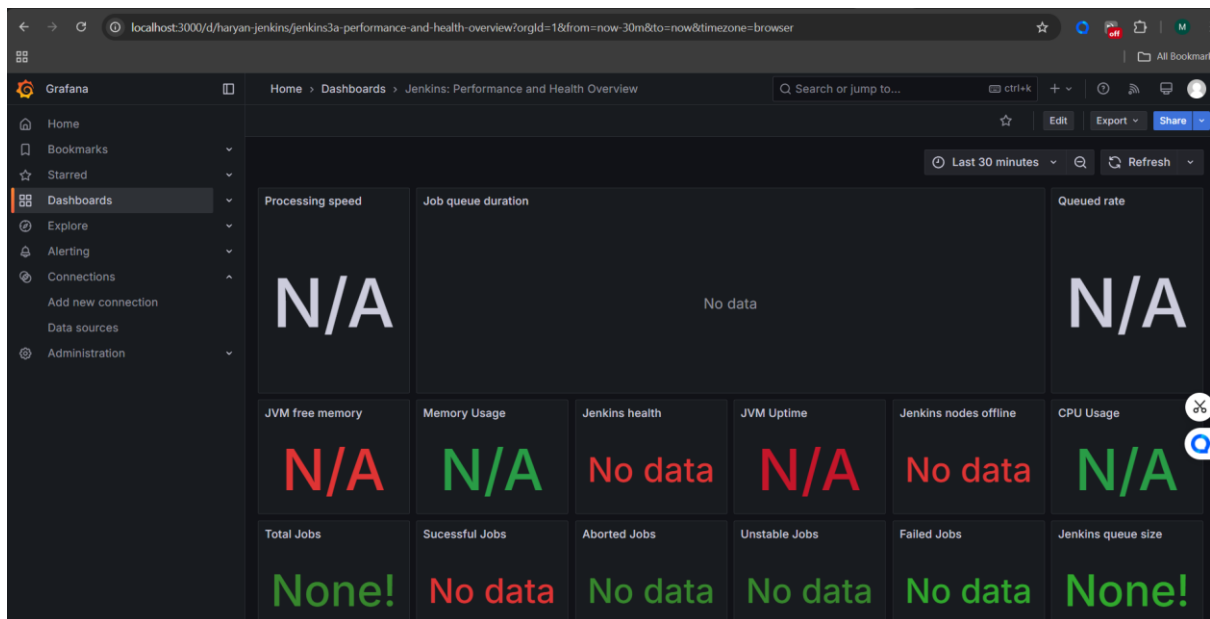 localhost:3000/d/haryan-jenkins/jenkins3a-performance-and-health-overview?orgId=1&from=now-30m&to=now&timezone=browser
off
M
All Bookmar
Grafana
Home > Dashboards > Jenkins: Performance and Health Overview
Search or jump to...
ctrl+k
Home
Edit
Export
Share
Bookmarks
Starred
Last 30 minutes
Refresh
Dashboards
Explore
Alerting
Connections
Add new connection
Data sources
Administration
Processing speed
Job queue duration
Queued rate
N/A
No data
N/A
JVM free memory
Memory Usage
Jenkins health
JVM Uptime
Jenkins nodes offline
CPU Usage
N/A
N/A
No data
N/A
No data
N/A
Total Jobs
Sucessful Jobs
Aborted Jobs
Unstable Jobs
Failed Jobs
Jenkins queue size
None!
No data
No data
No data
No data
None!